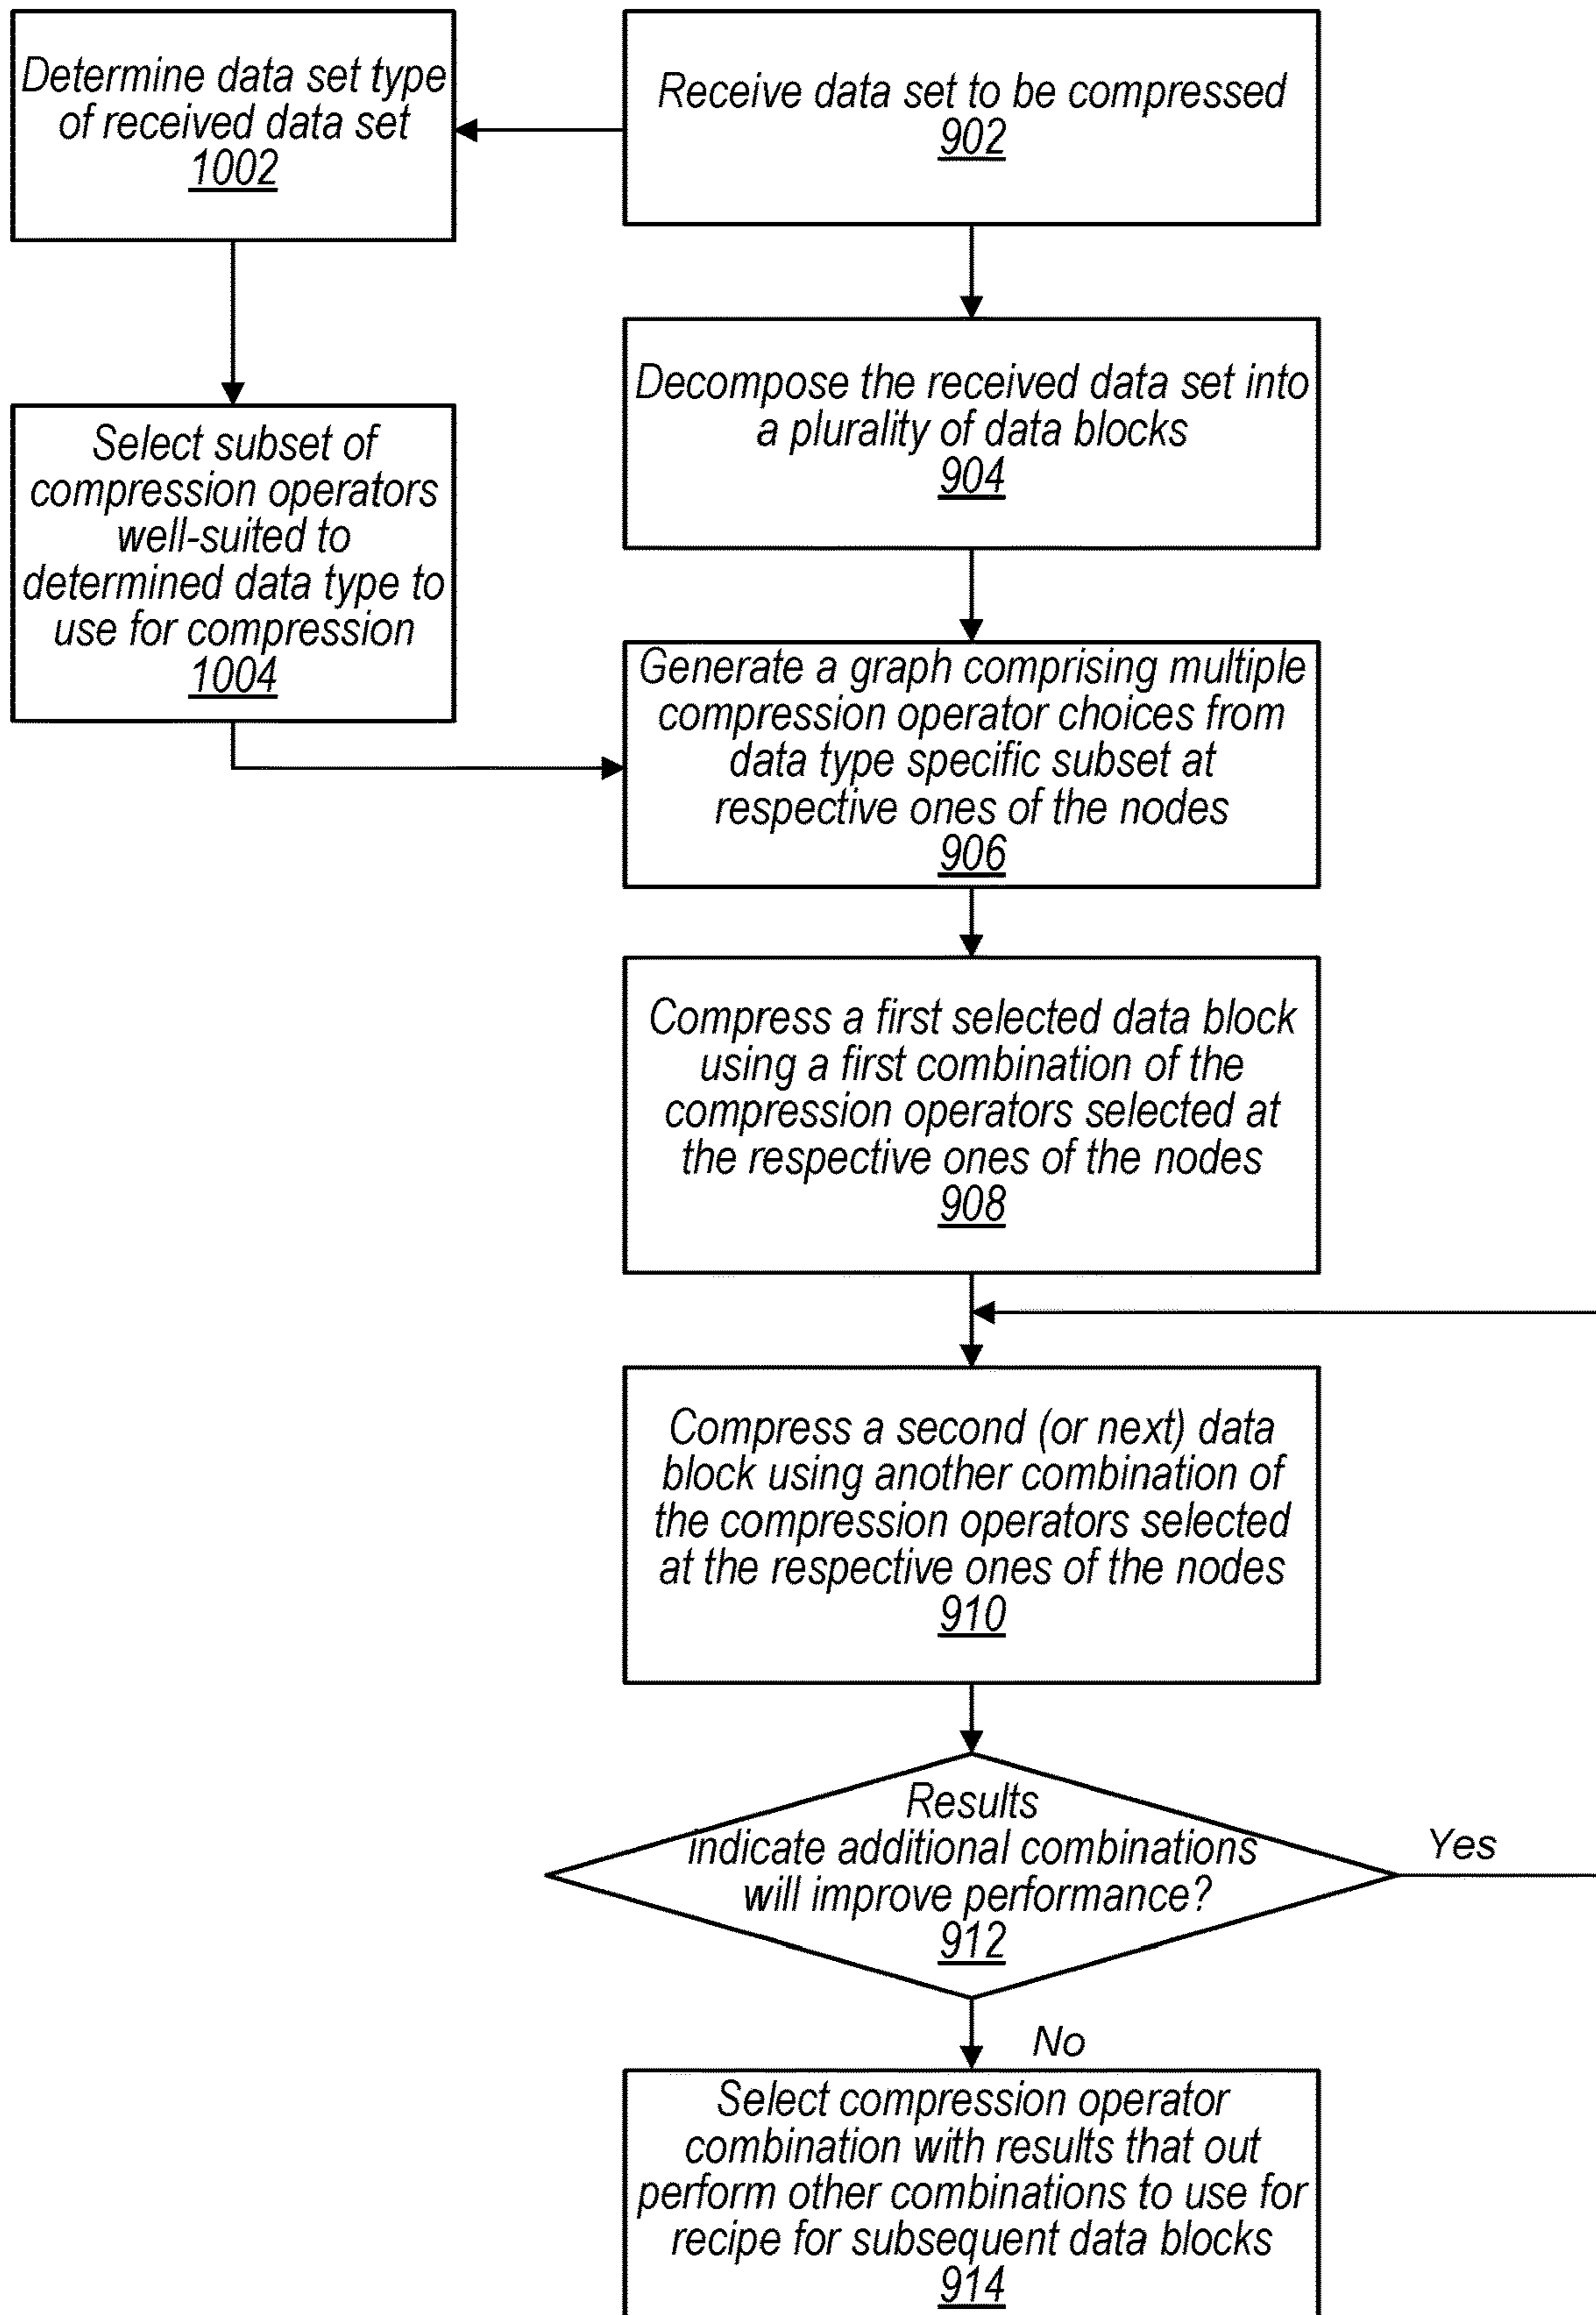 Determine data set type
of received data set
1002
Receive data set to be compressed
902
Decompose the received data set into
a plurality of data blocks
904
Select subset of
compression operators
well-suited to
determined data type to
use for compression
1004
Generate a graph comprising multiple
compression operator choices from
data type specific subset at
respective ones of the nodes
906
Compress a first selected data block
using a first combination of the
compression operators selected at
the respective ones of the nodes
908
Compress a second (or next) data
block using another combination of
the compression operators selected
at the respective ones of the nodes
910
Results
indicate additional combinations
will improve performance?
912
Yes
No
Select compression operator
combination with results that out
perform other combinations to use for
recipe for subsequent data blocks
914